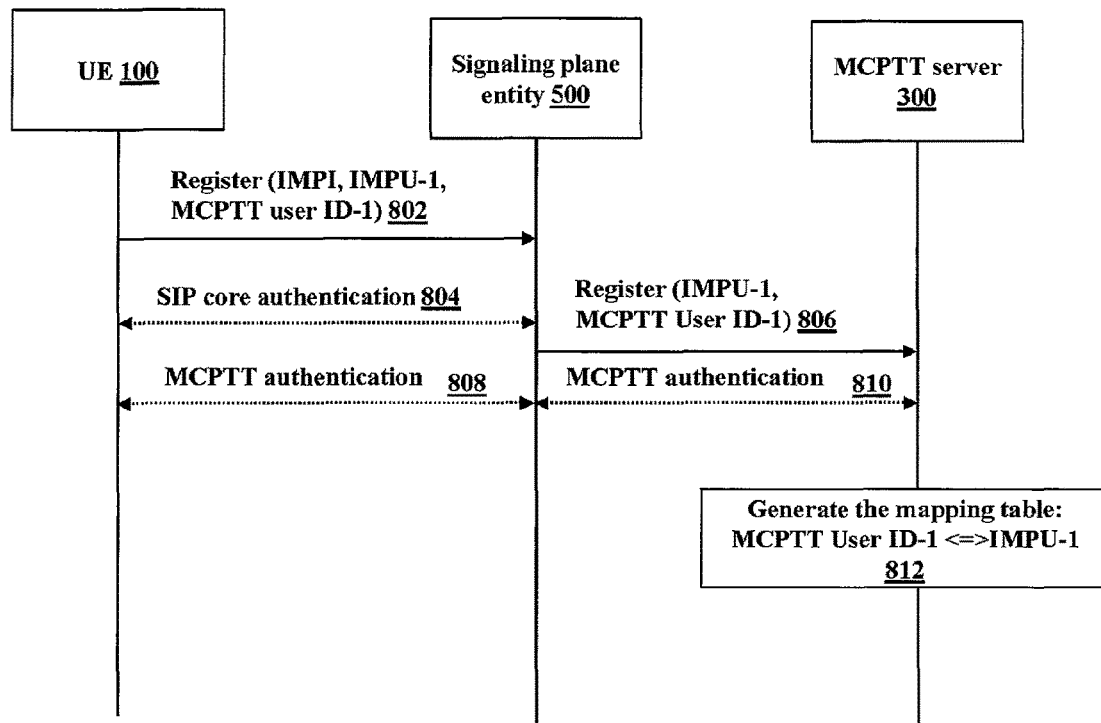 UE 100
Signaling plane
entity 500
MCPTT server
300
Register (IMPI, IMPU-1,
MCPTT user ID-1) 802
SIP core authentication 804
Register (IMPU-1,
MCPTT User ID-1) 806
MCPTT authentication 808
MCPTT authentication 810
Generate the mapping table:
MCPTT User ID-1 <=>IMPU-1
812